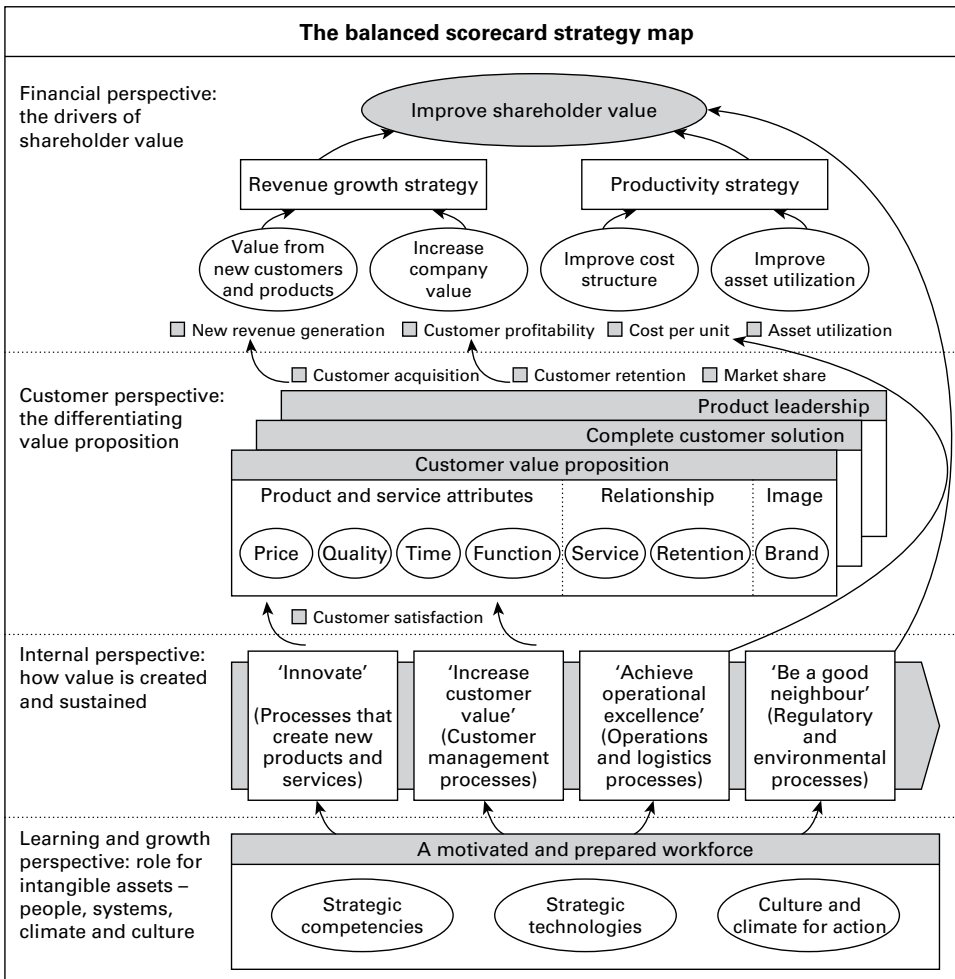 The balanced scorecard strategy map
Financial perspective:
the drivers of
shareholder value
Improve shareholder value
Revenue growth strategy
Productivity strategy
Value from
new customers
and products
Increase
company
value
Improve cost
structure
Improve
asset utilization
New revenue generation
Customer profitability
Cost per unit
Asset utilization
Customer perspective:
the differentiating
value proposition
Customer acquisition
Customer retention
Market share
Product leadership
Complete customer solution
Customer value proposition
Product and service attributes
Relationship
Image
Price
Quality
Time
Function
Service
Retention
Brand
Customer satisfaction
Internal perspective:
how value is created
and sustained
‘Innovate’
(Processes that
create new
products and
services)
‘Increase
customer
value’
(Customer
management
processes)
‘Achieve
operational
excellence’
(Operations
and logistics
processes)
‘Be a good
neighbour’
(Regulatory
and
environmental
processes)
Learning and growth
perspective: role for
intangible assets –
people, systems,
climate and culture
A motivated and prepared workforce
Strategic
competencies
Strategic
technologies
Culture and
climate for action